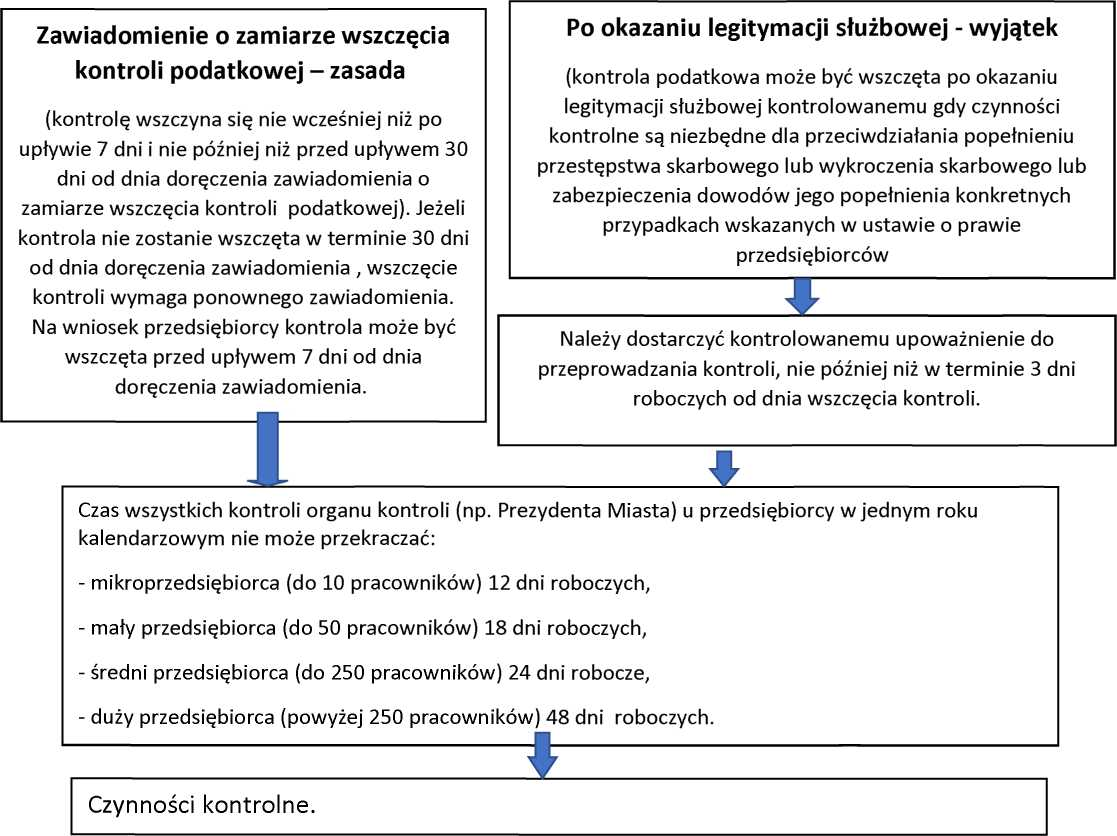 Zawiadomienie o zamiarze wszczęcia
kontroli podatkowej – zasada
(kontrolę wszczyna się nie wcześniej niż po
upływie 7 dni i nie później niż przed upływem 30
dni od dnia doręczenia zawiadomienia o
zamiarze wszczęcia kontroli podatkowej). Jeżeli
kontrola nie zostanie wszczęta w terminie 30 dni
od dnia doręczenia zawiadomienia , wszczęcie
kontroli wymaga ponownego zawiadomienia.
Na wniosek przedsiębiorcy kontrola może być
wszczęta przed upływem 7 dni od dnia
doręczenia zawiadomienia.
Po okazaniu legitymacji służbowej - wyjątek
(kontrola podatkowa może być wszczęta po okazaniu
legitymacji służbowej kontrolowanemu gdy czynności
kontrolne są niezbędne dla przeciwdziałania popełnieniu
przestępstwa skarbowego lub wykroczenia skarbowego lub
zabezpieczenia dowodów jego popełnienia konkretnych
przypadkach wskazanych w ustawie o prawie
przedsiębiorców
Należy dostarczyć kontrolowanemu upoważnienie do
przeprowadzania kontroli, nie później niż w terminie 3 dni
roboczych od dnia wszczęcia kontroli.
Czas wszystkich kontroli organu kontroli (np. Prezydenta Miasta) u przedsiębiorcy w jednym roku
kalendarzowym nie może przekraczać:
- mikroprzedsiębiorca (do 10 pracowników) 12 dni roboczych,
- mały przedsiębiorca (do 50 pracowników) 18 dni roboczych,
- średni przedsiębiorca (do 250 pracowników) 24 dni robocze,
- duży przedsiębiorca (powyżej 250 pracowników) 48 dni roboczych.
Czynności kontrolne.